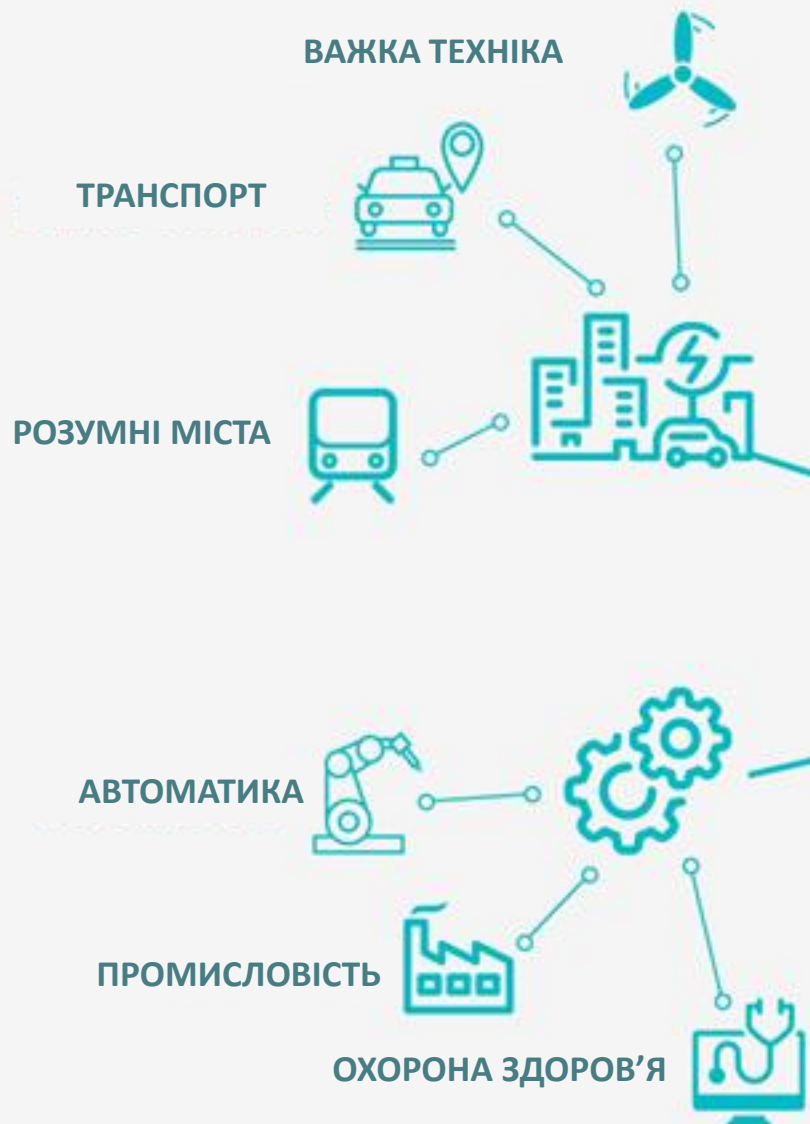 ВАЖКА ТЕХНІКА
ТРАНСПОРТ
РОЗУМНІ МІСТА
АВТОМАТИКА
ПРОМИСЛОВІСТЬ
ОХОРОНА ЗДОРОВ’Я